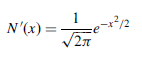 N′(x) = 1/√2π e^(−x²/2)